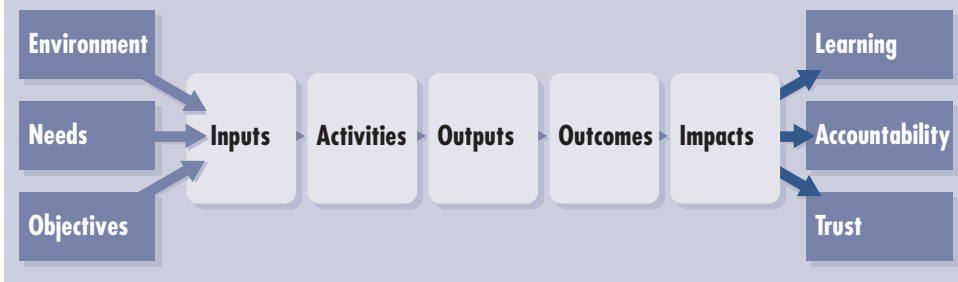 Environment
Needs
Objectives
Inputs
Activities
Outputs
Outcomes
Impacts
Learning
Accountability
Trust